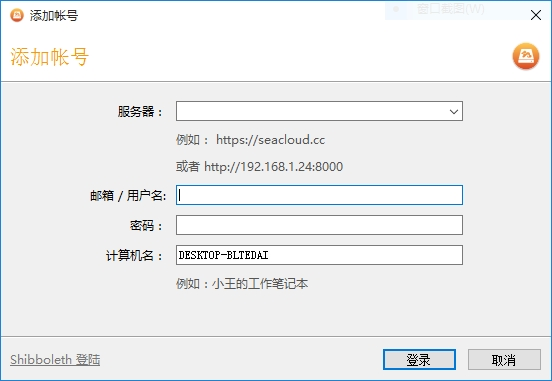 窗口截图(W)
添加帐号
添加帐号
服务器：
例如： https://seacloud.cc
或者 http://192.168.1.24:8000
邮箱 / 用户名:
密码：
计算机名：
DESKTOP-BLTEDAI
例如：小王的工作笔记本
Shibboleth 登陆
登录
取消